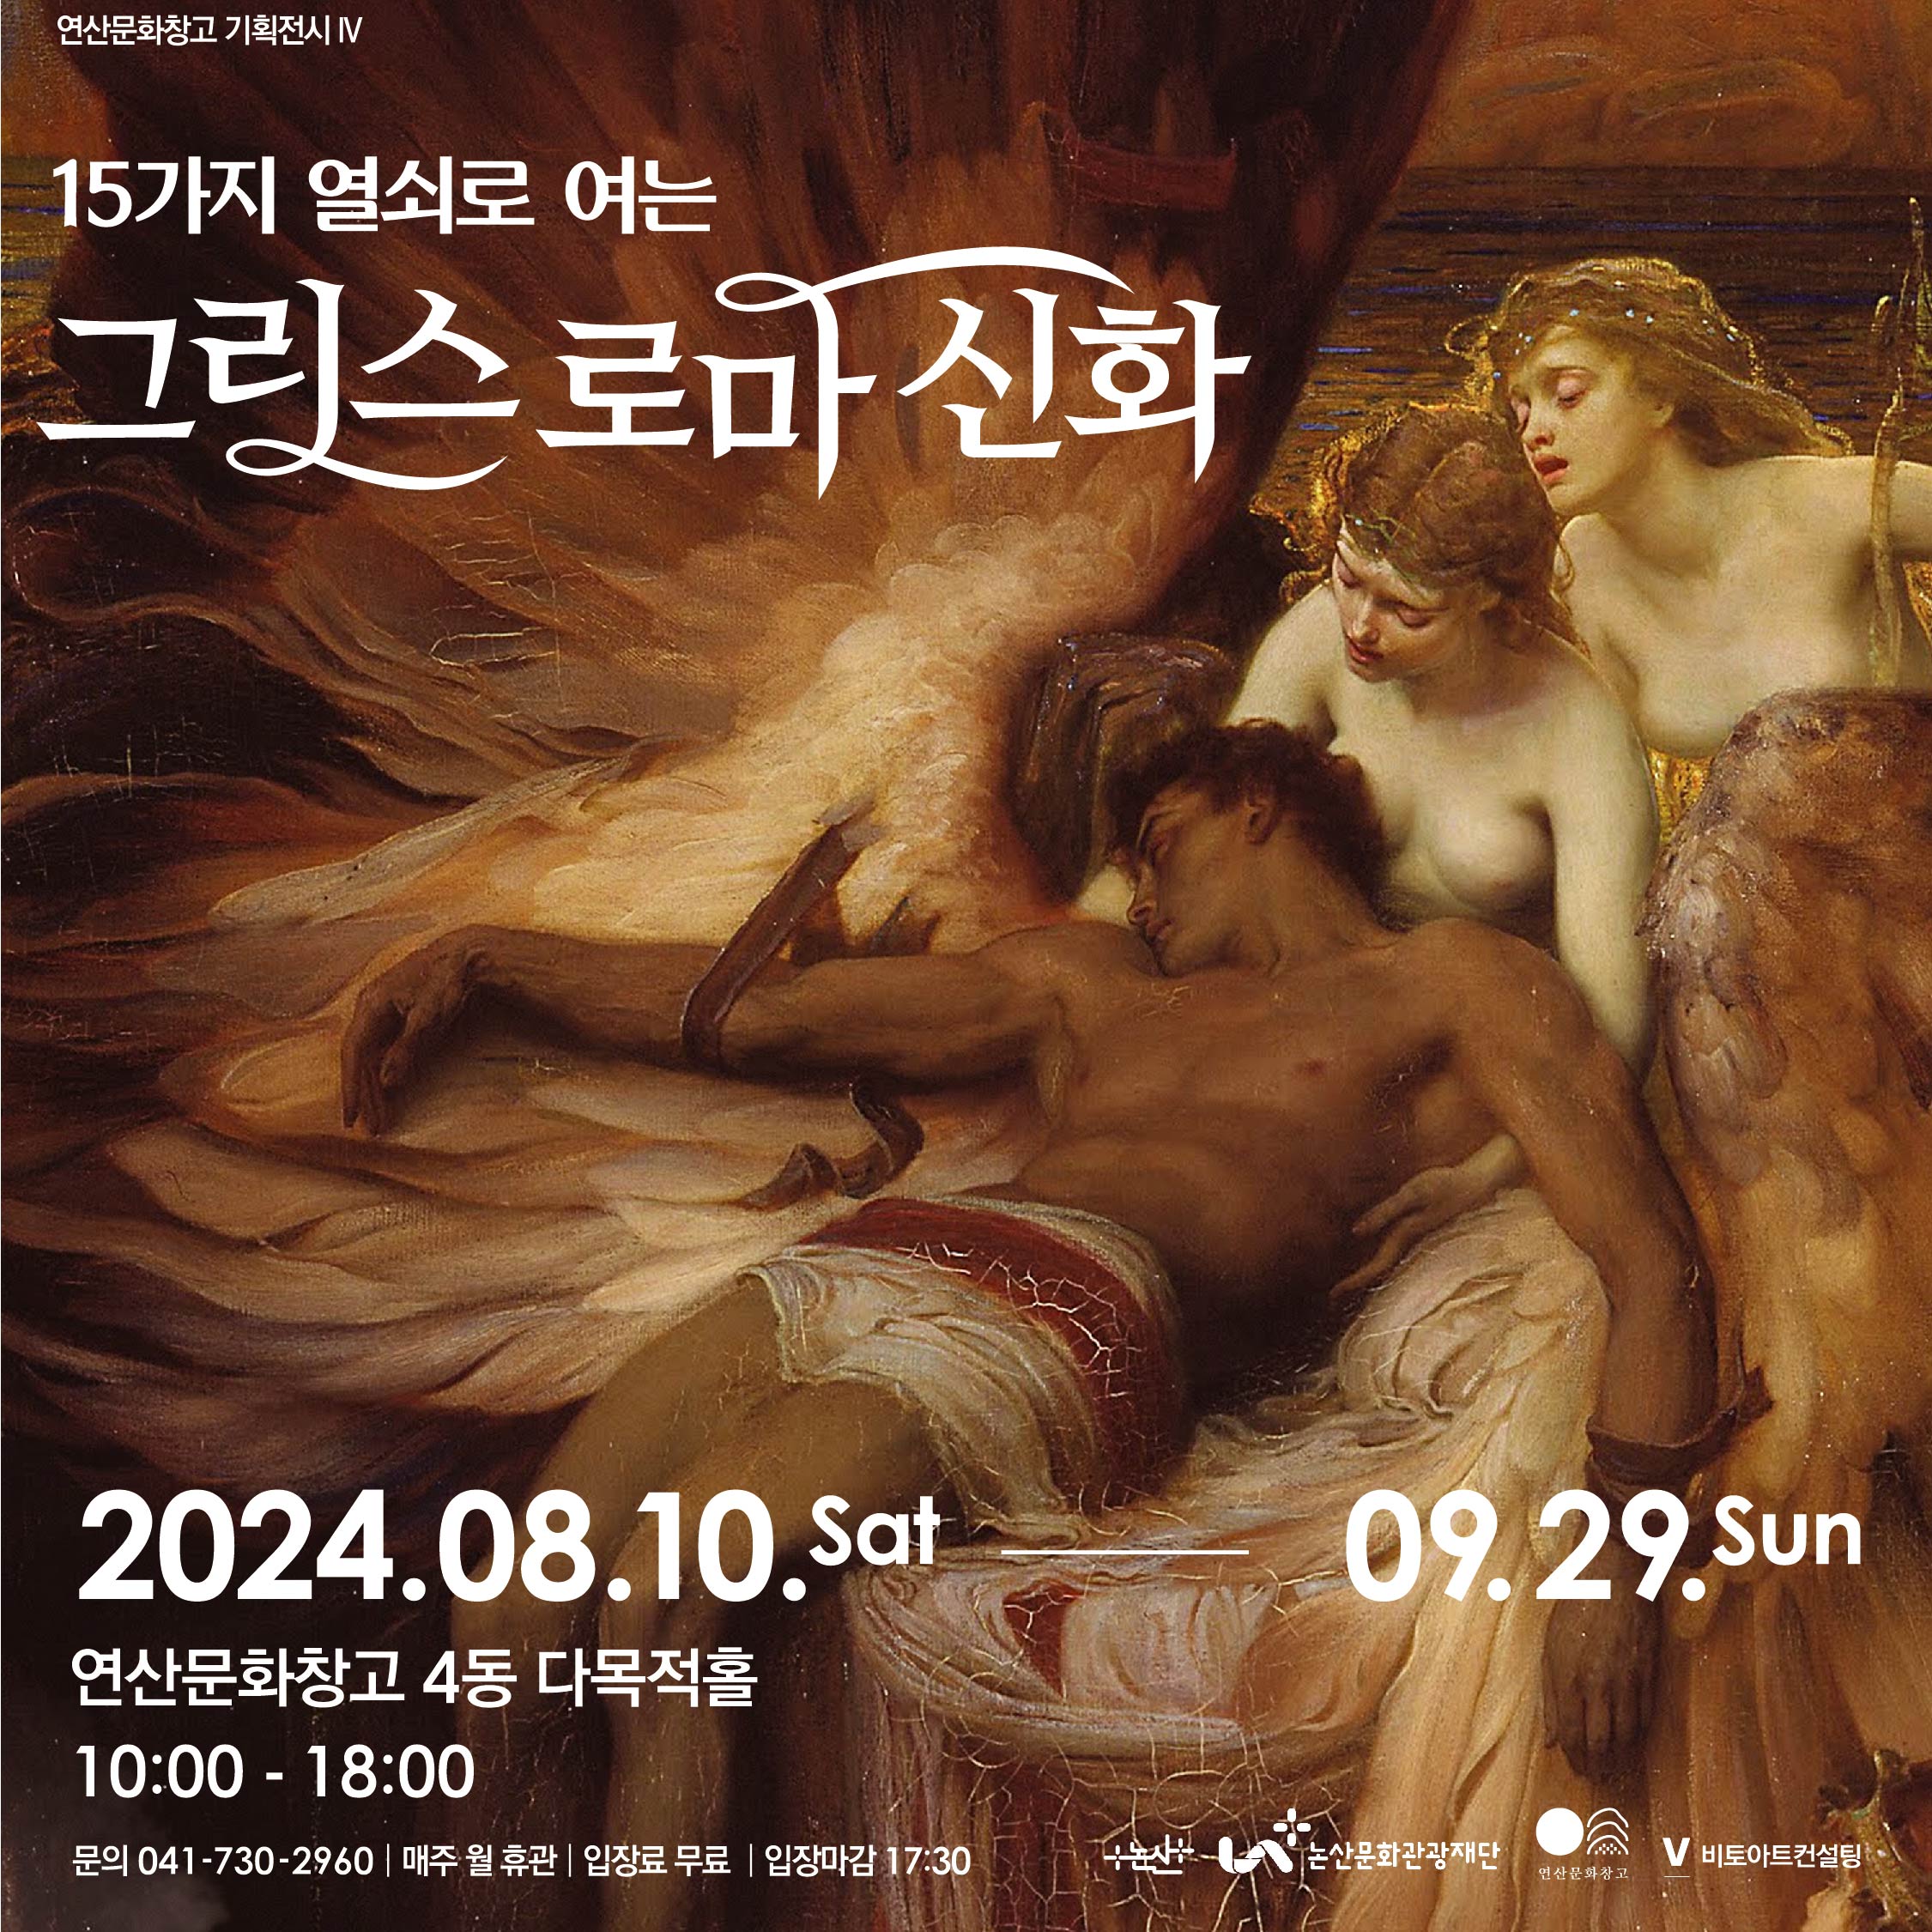 연산문화창고 기획전시 Ⅳ
15가지 열쇠로 여는
그리스 로마 신화
2024.08.10.Sat — 09.29.Sun
연산문화창고 4동 다목적홀
10:00 - 18:00
문의 041-730-2960 | 매주 월 휴관 | 입장료 무료 | 입장마감 17:30
논산 논산문화관광재단 연산문화창고 V 비토아트컨설팅